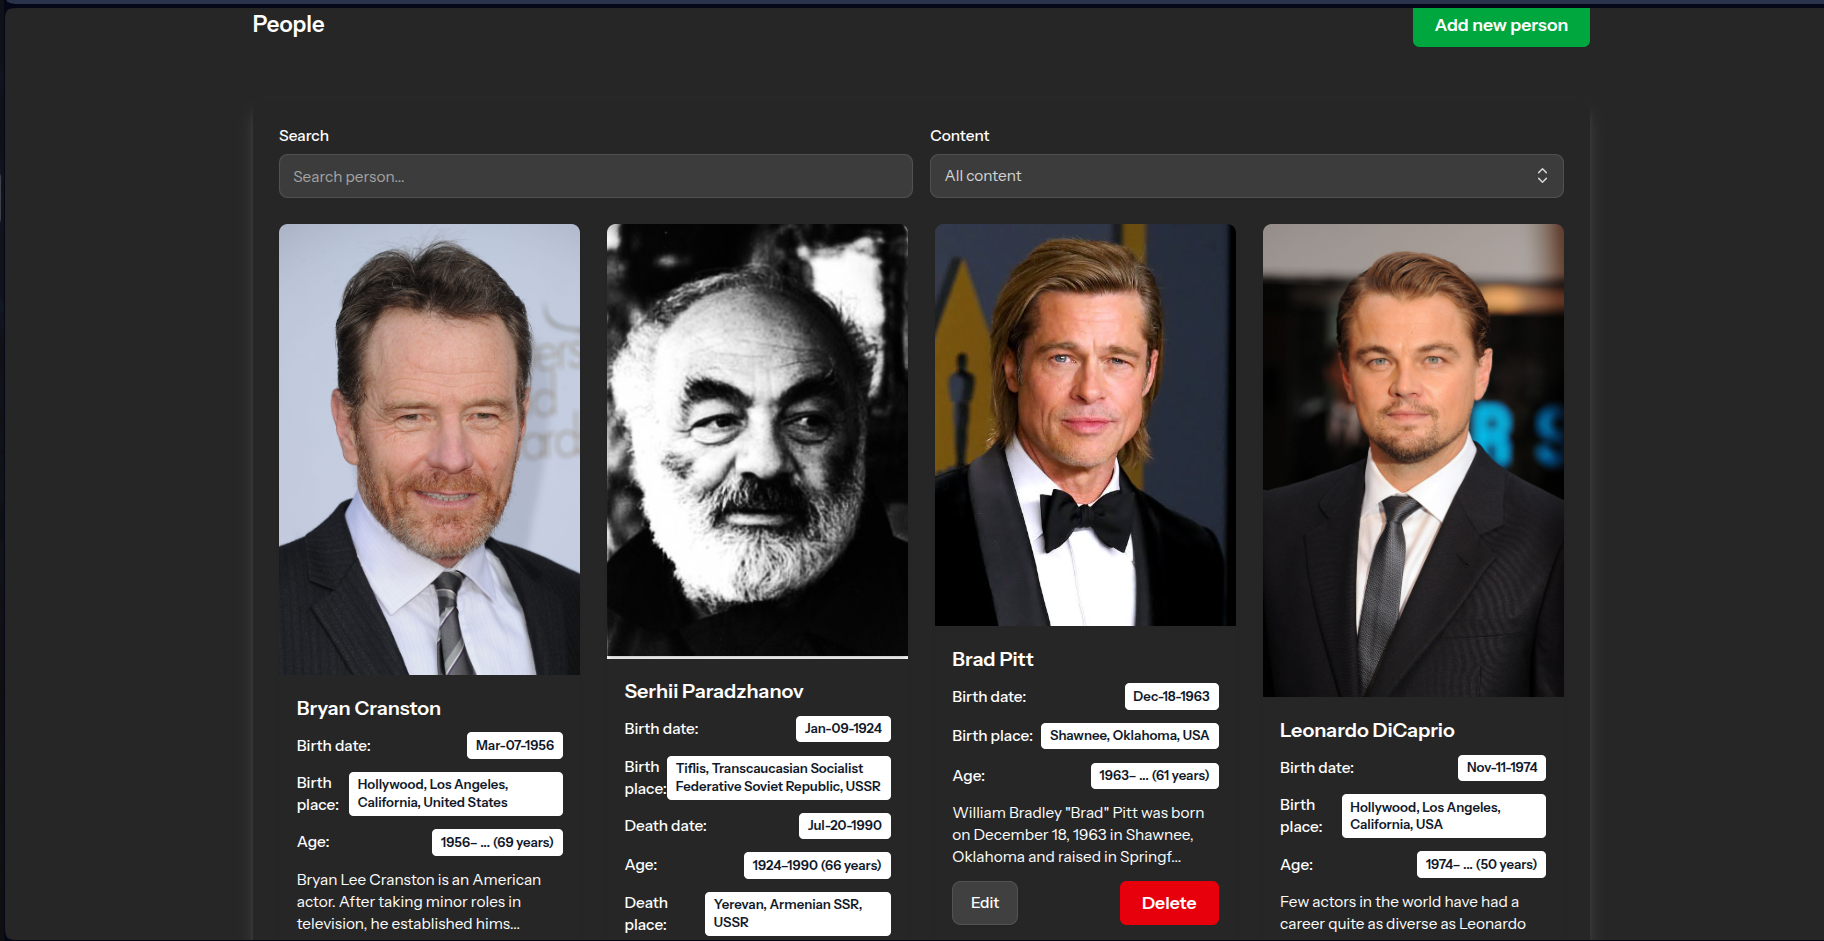 People
Add new person
Search
Content
Search person...
All content
Bryan Cranston
Birth date:
Mar-07-1956
Birth place:
Hollywood, Los Angeles,
California, United States
Age:
1956– ... (69 years)
Bryan Lee Cranston is an American
actor. After taking minor roles in
television, he established hims...
Serhii Paradzhanov
Birth date:
Jan-09-1924
Birth place:
Tiflis, Transcaucasian Socialist
Federative Soviet Republic, USSR
Death date:
Jul-20-1990
Age:
1924–1990 (66 years)
Death place:
Yerevan, Armenian SSR,
USSR
Brad Pitt
Birth date:
Dec-18-1963
Birth place:
Shawnee, Oklahoma, USA
Age:
1963– ... (61 years)
William Bradley "Brad" Pitt was born
on December 18, 1963 in Shawnee,
Oklahoma and raised in Springf...
Edit
Delete
Leonardo DiCaprio
Birth date:
Nov-11-1974
Birth place:
Hollywood, Los Angeles,
California, USA
Age:
1974– ... (50 years)
Few actors in the world have had a
career quite as diverse as Leonardo